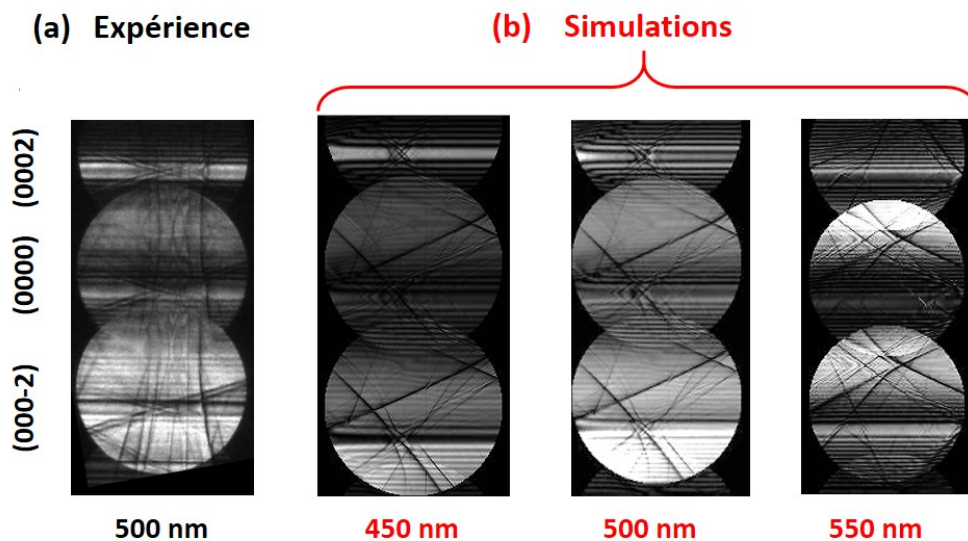 (a) Expérience
(b) Simulations
(0002)
(0000)
(000-2)
500 nm
450 nm
500 nm
550 nm